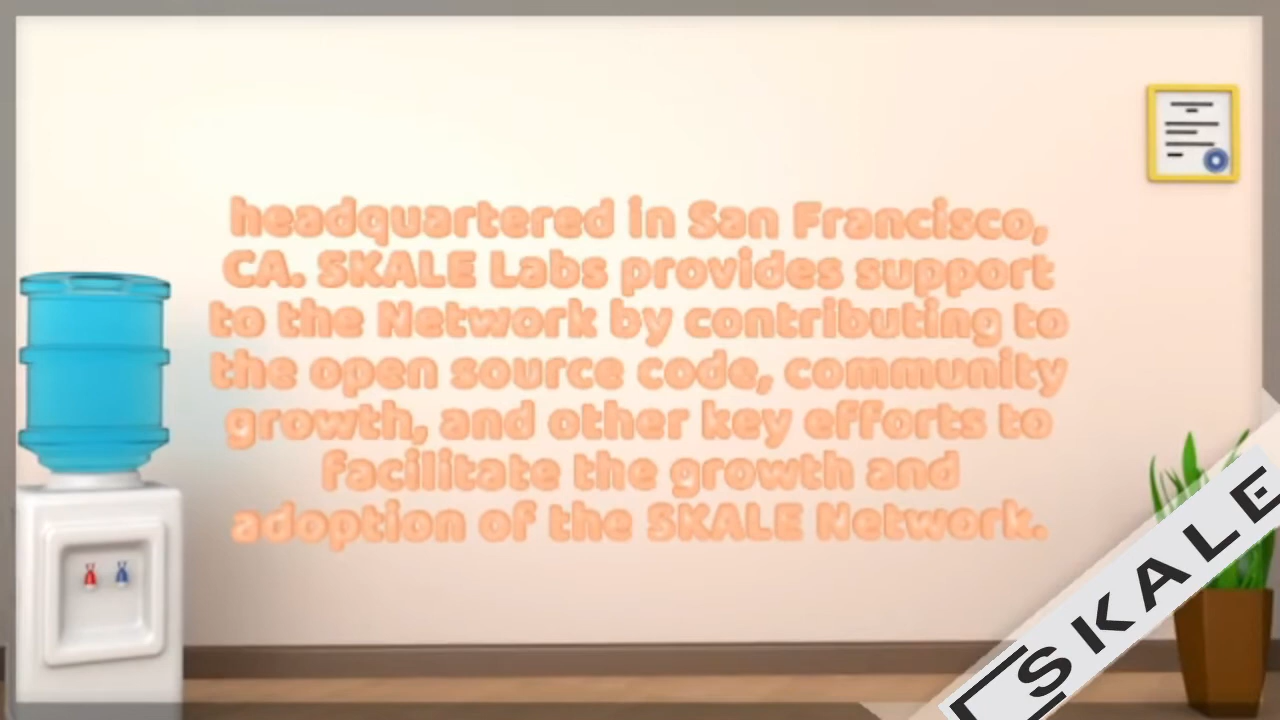 headquartered in San Francisco,
CA. SKALE Labs provides support
to the Network by contributing to
the open source code, community
growth, and other key efforts to
facilitate the growth and
adoption of the SKALE Network.
SKALE